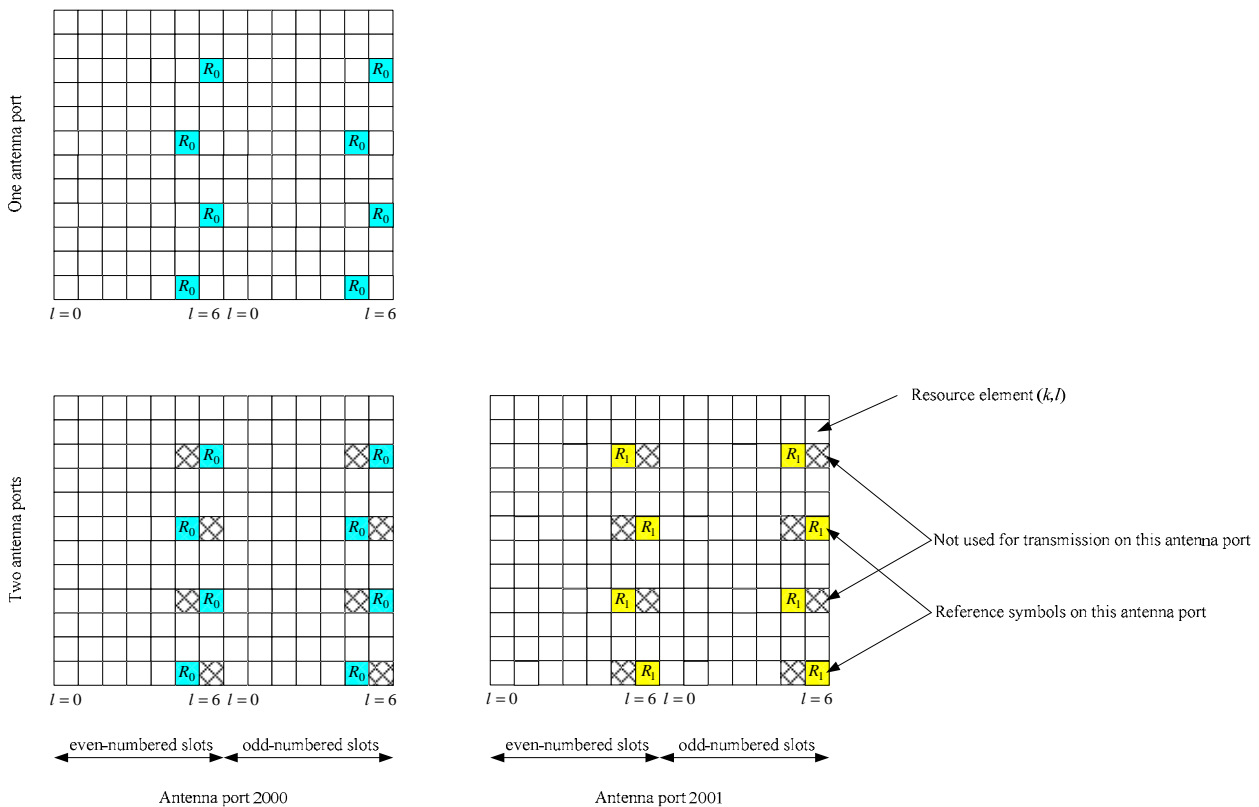 One antenna port
R0 R0
R0 R0
R0 R0
R0 R0
l = 0 l = 6 l = 0 l = 6
Two antenna ports
Resource element (k,l)
R0 R0 R1 R1
R0 R0 R1 R1
Not used for transmission on this antenna port
R0 R0 R1 R1
Reference symbols on this antenna port
R0 R0 R1 R1
l = 0 l = 6 l = 0 l = 6 l = 0 l = 6 l = 0 l = 6
even-numbered slots odd-numbered slots even-numbered slots odd-numbered slots
Antenna port 2000 Antenna port 2001